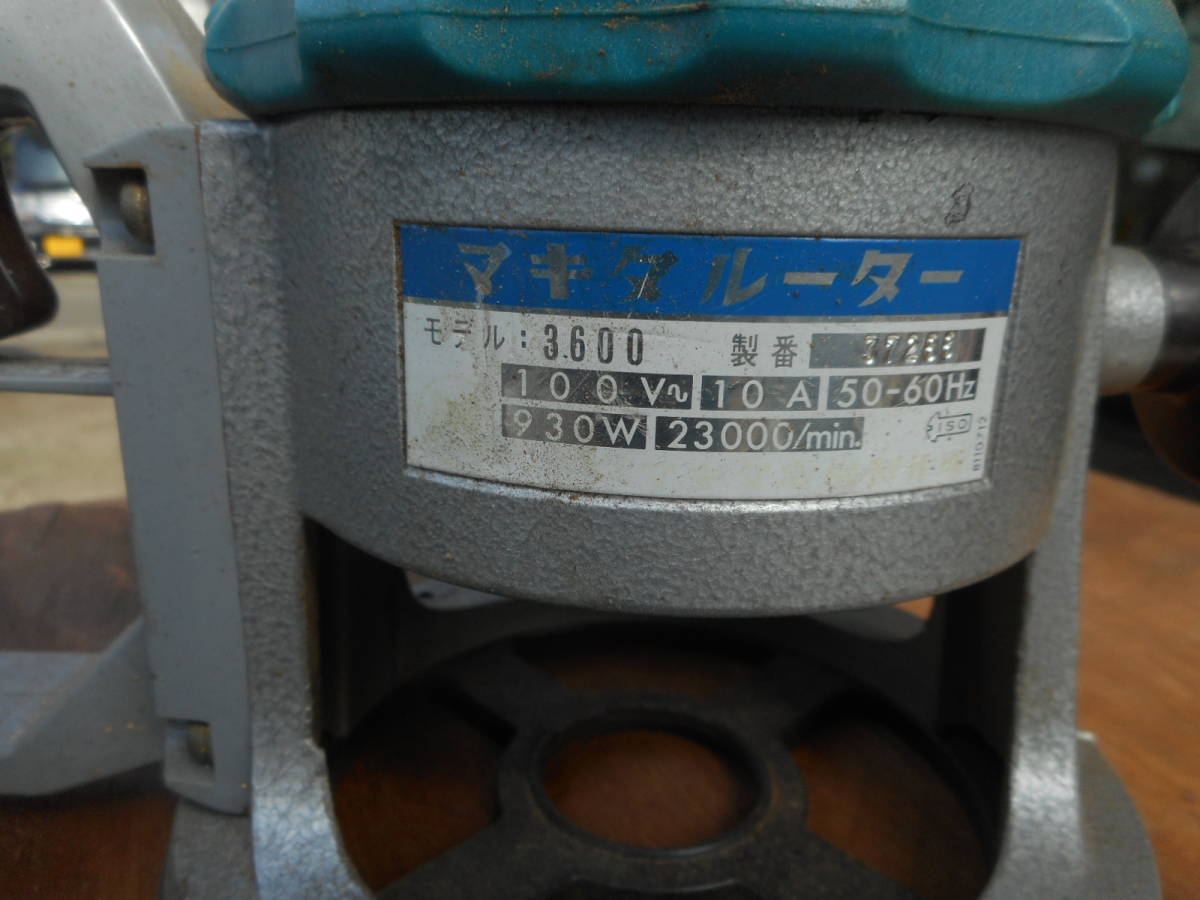 マキタルーター
モデル: 3600 製番
100V∿ 10A 50-60Hz
930W 23000/min.
ISO